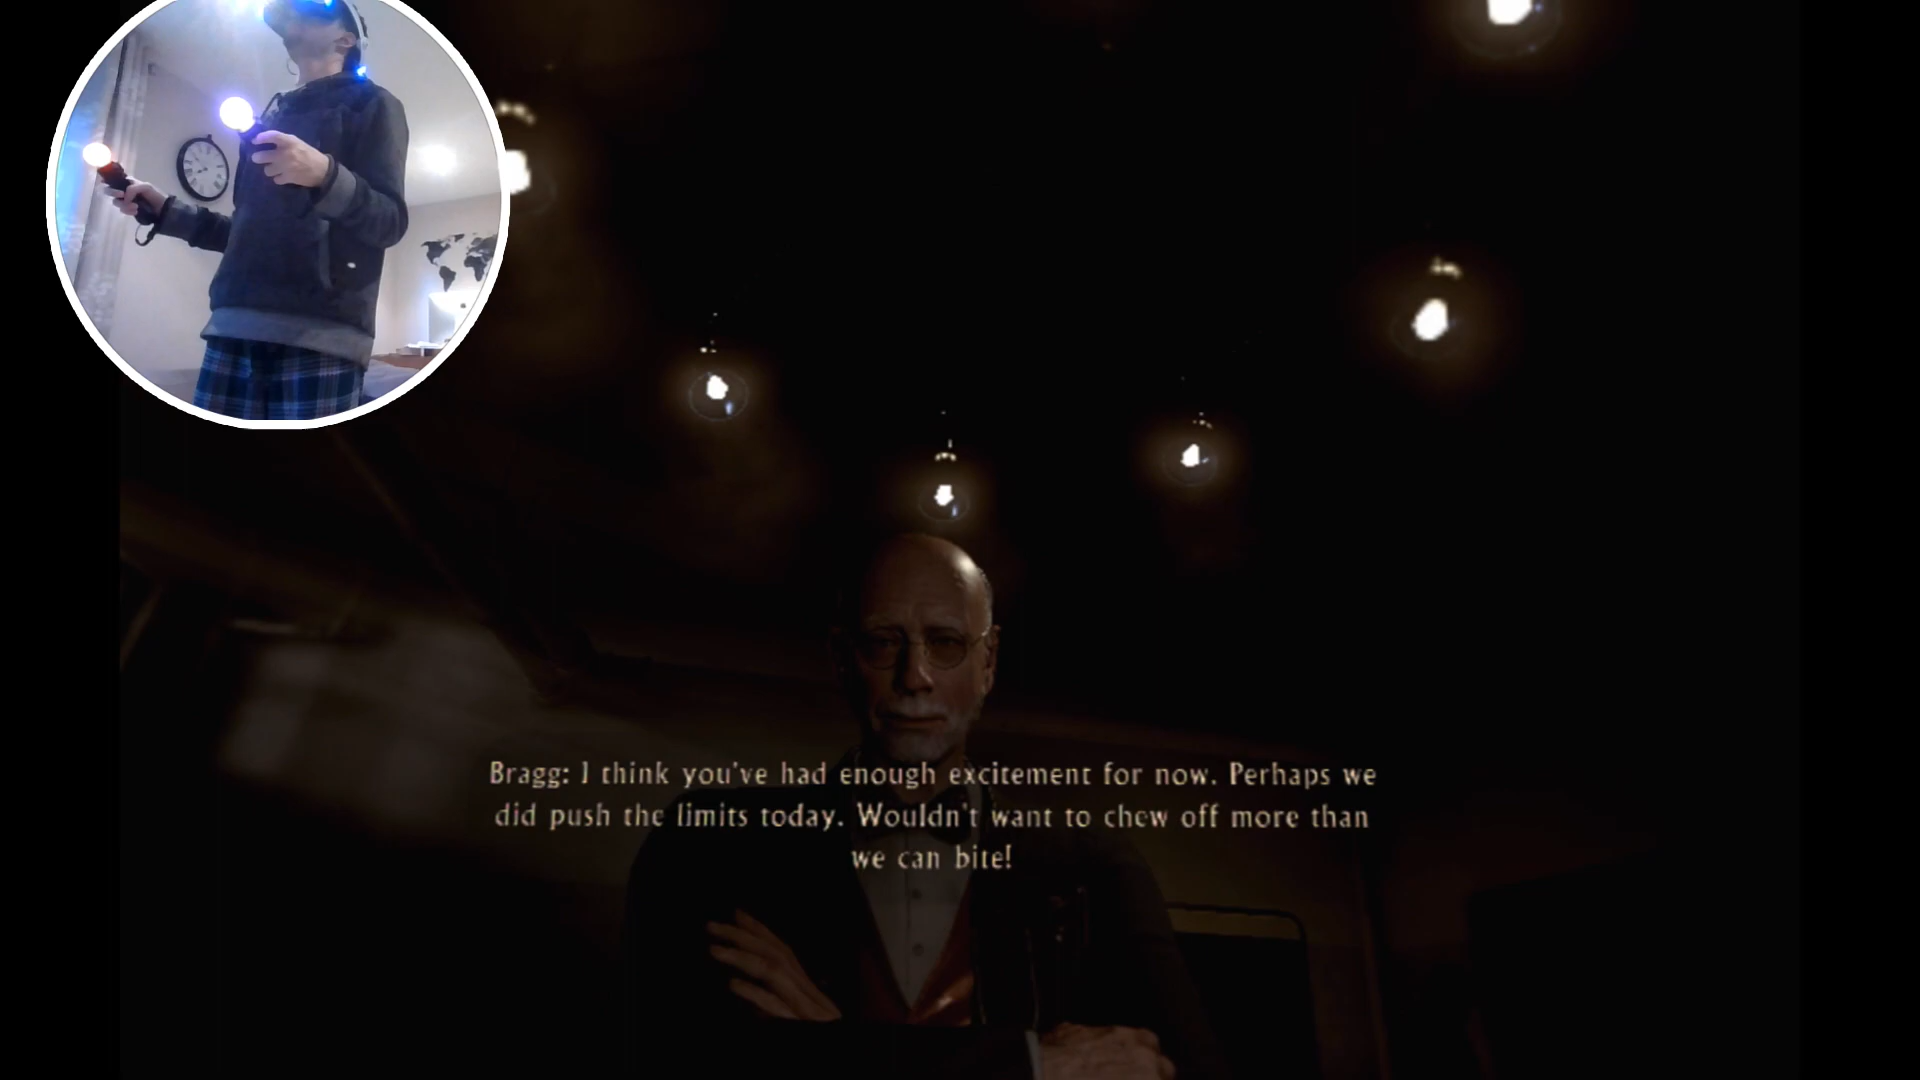 Bragg: I think you've had enough excitement for now. Perhaps we
did push the limits today. Wouldn't want to chew off more than
we can bite!